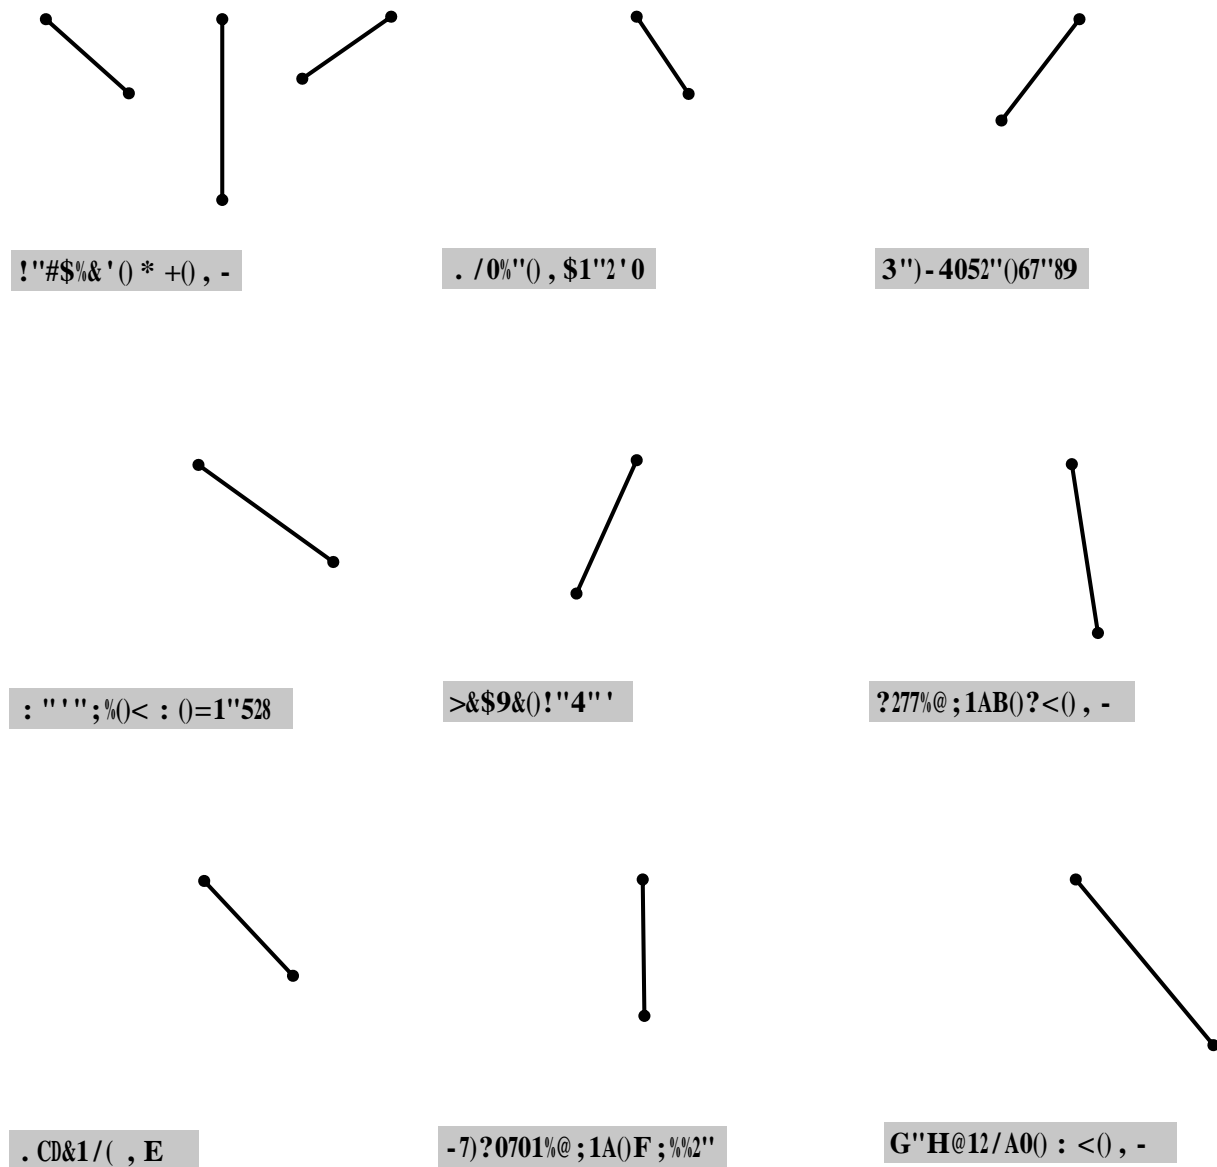 !"#$%&'()*+(),-
./0%"(),$1"2'0
3")-4052"()67"89
:"'";%()<:()=1"528
>&$9&()!"4"'
?277%@;1AB()?<(),-
.CD&1/(,E
-7)?0701%@;1A()F;%%2"
G"H@12/A0():<(),-